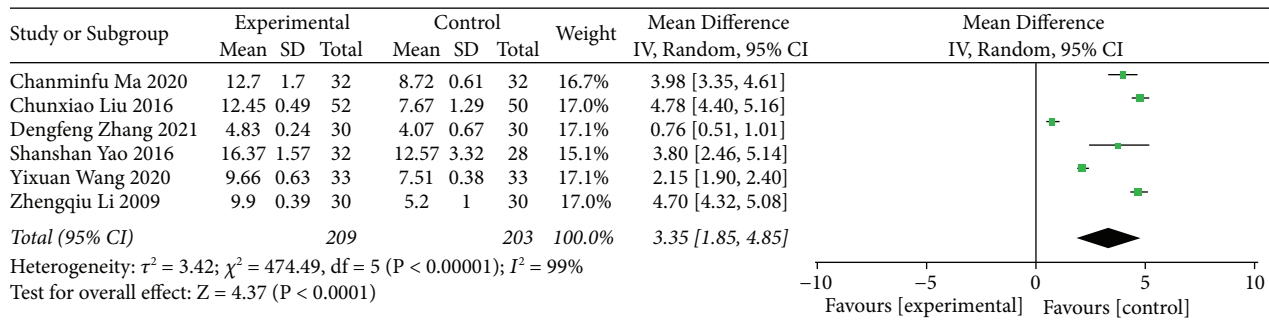 Study or Subgroup Experimental Control Weight Mean Difference Mean Difference
Mean SD Total Mean SD Total IV, Random, 95% CI IV, Random, 95% CI
Chanminfu Ma 2020 12.7 1.7 32 8.72 0.61 32 16.7% 3.98 [3.35, 4.61]
Chunxiao Liu 2016 12.45 0.49 52 7.67 1.29 50 17.0% 4.78 [4.40, 5.16]
Dengfeng Zhang 2021 4.83 0.24 30 4.07 0.67 30 17.1% 0.76 [0.51, 1.01]
Shanshan Yao 2016 16.37 1.57 32 12.57 3.32 28 15.1% 3.80 [2.46, 5.14]
Yixuan Wang 2020 9.66 0.63 33 7.51 0.38 33 17.1% 2.15 [1.90, 2.40]
Zhengqiu Li 2009 9.9 0.39 30 5.2 1 30 17.0% 4.70 [4.32, 5.08]
Total (95% CI) 209 203 100.0% 3.35 [1.85, 4.85]
Heterogeneity: τ² = 3.42; χ² = 474.49, df = 5 (P < 0.00001); I² = 99%
Test for overall effect: Z = 4.37 (P < 0.0001)
−10 −5 0 5 10
Favours [experimental] Favours [control]